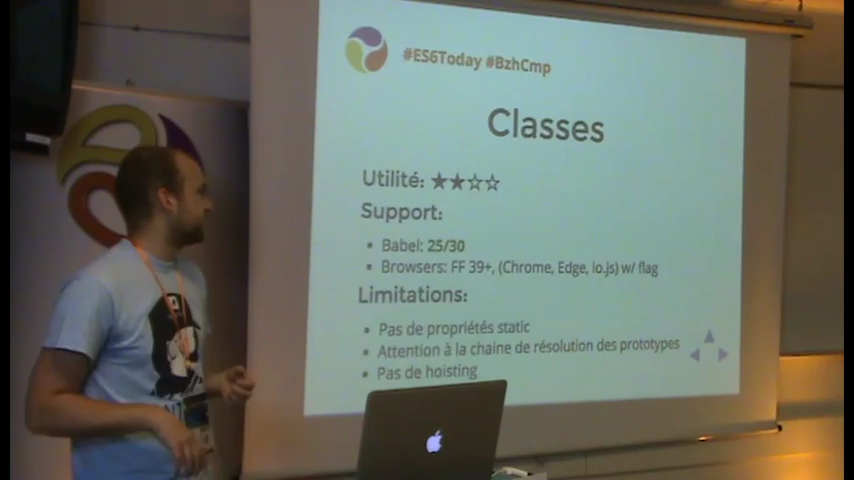 #ES6Today #BzhCmp
Classes
Utilité: ★★☆☆
Support:
• Babel: 25/30
• Browsers: FF 39+, (Chrome, Edge, io.js) w/ flag
Limitations:
• Pas de propriétés static
• Attention à la chaine de résolution des prototypes
• Pas de hoisting